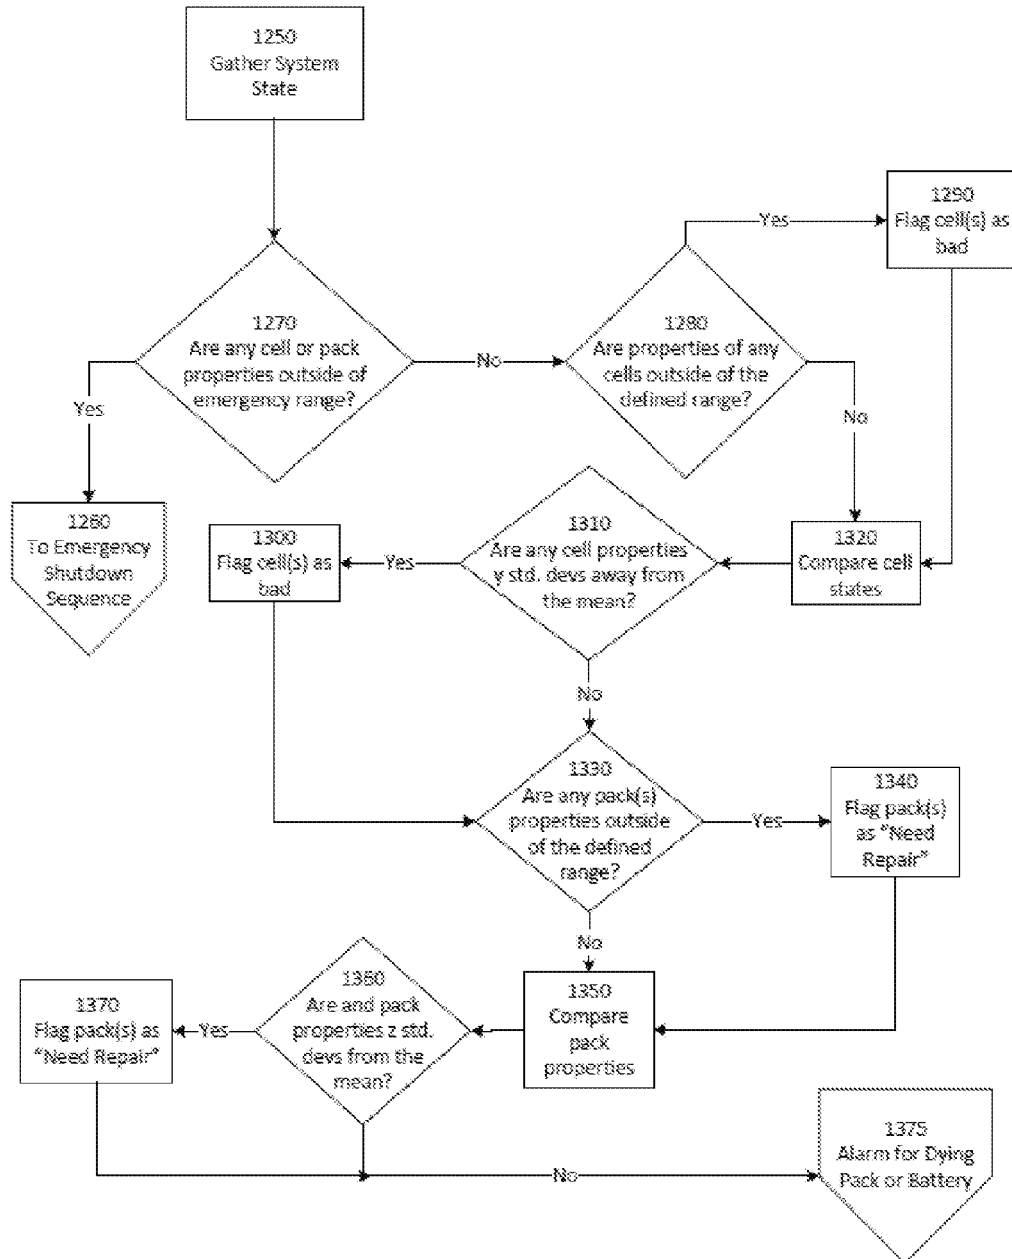 1250
Gather System
State
1290
Flag cell(s) as
bad
Yes
1270
Are any cell or pack
properties outside of
emergency range?
No
1280
Are properties of any
cells outside of the
defined range?
Yes
No
1260
To Emergency
Shutdown
Sequence
1300
Flag cell(s) as
bad
Yes
1310
Are any cell properties
y std. devs away from
the mean?
1320
Compare cell
states
No
1330
Are any pack(s)
properties outside
of the defined
range?
Yes
1340
Flag pack(s)
as "Need
Repair"
No
1370
Flag pack(s) as
"Need Repair"
Yes
1360
Are and pack
properties z std.
devs from the
mean?
1350
Compare
pack
properties
No
1375
Alarm for Dying
Pack or Battery